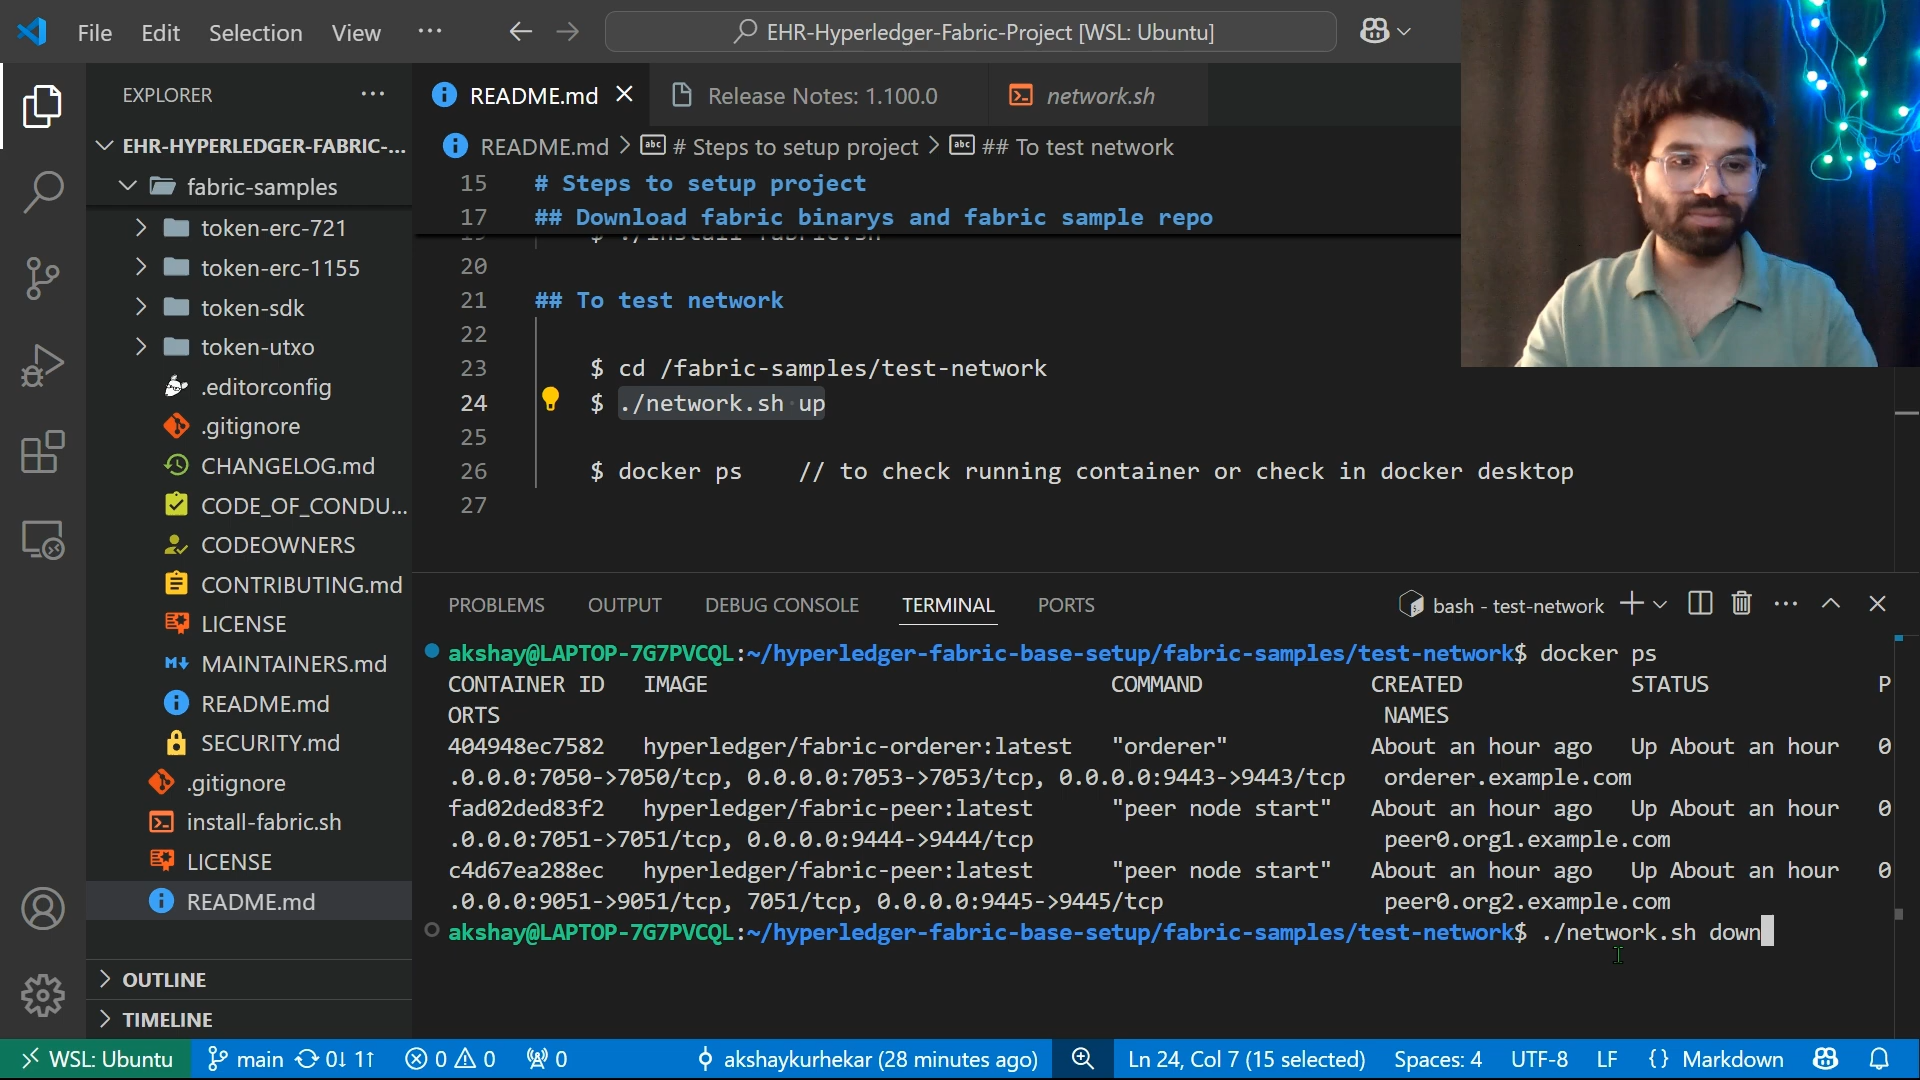 File Edit Selection View ···
EHR-Hyperledger-Fabric-Project [WSL: Ubuntu]
EXPLORER ···
EHR-HYPERLEDGER-FABRIC-...
fabric-samples
token-erc-721
token-erc-1155
token-sdk
token-utxo
.editorconfig
.gitignore
CHANGELOG.md
CODE_OF_CONDU...
CODEOWNERS
CONTRIBUTING.md
LICENSE
MAINTAINERS.md
README.md
SECURITY.md
.gitignore
install-fabric.sh
LICENSE
README.md
OUTLINE
TIMELINE
README.md
Release Notes: 1.100.0
network.sh
README.md > # Steps to setup project > ## To test network
15 # Steps to setup project
17 ## Download fabric binarys and fabric sample repo
19 $ ./install-fabric.sh
20
21 ## To test network
22
23 $ cd /fabric-samples/test-network
24 $ ./network.sh up
25
26 $ docker ps // to check running container or check in docker desktop
27
PROBLEMS OUTPUT DEBUG CONSOLE TERMINAL PORTS
bash - test-network
akshay@LAPTOP-7G7PVCQL:~/hyperledger-fabric-base-setup/fabric-samples/test-network$ docker ps
CONTAINER ID IMAGE COMMAND CREATED STATUS P
ORTS NAMES
404948ec7582 hyperledger/fabric-orderer:latest "orderer" About an hour ago Up About an hour 0
.0.0.0:7050->7050/tcp, 0.0.0.0:7053->7053/tcp, 0.0.0.0:9443->9443/tcp orderer.example.com
fad02ded83f2 hyperledger/fabric-peer:latest "peer node start" About an hour ago Up About an hour 0
.0.0.0:7051->7051/tcp, 0.0.0.0:9444->9444/tcp peer0.org1.example.com
c4d67ea288ec hyperledger/fabric-peer:latest "peer node start" About an hour ago Up About an hour 0
.0.0.0:9051->9051/tcp, 7051/tcp, 0.0.0.0:9445->9445/tcp peer0.org2.example.com
akshay@LAPTOP-7G7PVCQL:~/hyperledger-fabric-base-setup/fabric-samples/test-network$ ./network.sh down
WSL: Ubuntu main 0↓ 1↑ 0 0 0 akshaykurhekar (28 minutes ago) Ln 24, Col 7 (15 selected) Spaces: 4 UTF-8 LF {} Markdown